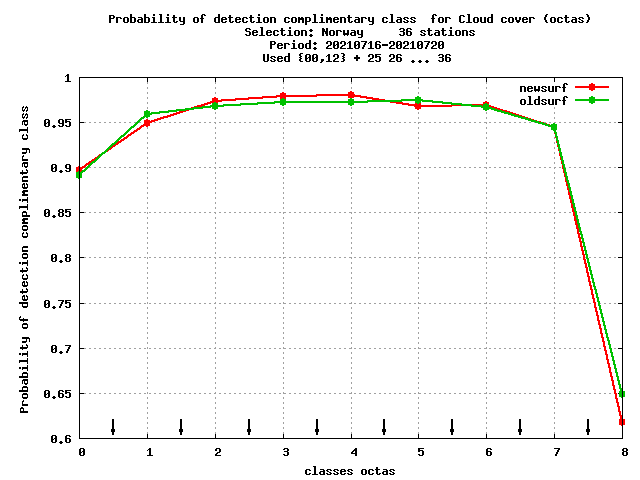 Probability of detection complimentary class  for Cloud cover (octas)
Selection: Norway     36 stations
Period: 20210716-20210720
Used {00,12} + 25 26 ... 36
newsurf
oldsurf
Probability of detection complimentary class
1
0.95
0.9
0.85
0.8
0.75
0.7
0.65
0.6
0 1 2 3 4 5 6 7 8
classes octas